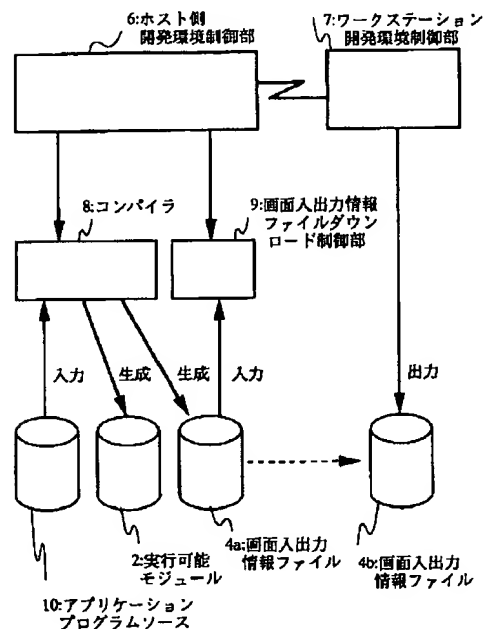 6:ホスト側
開発環境制御部
7:ワークステーション
開発環境制御部
8:コンパイラ
9:画面入出力情報
ファイルダウン
ロード制御部
入力
生成
生成
入力
出力
2:実行可能
モジュール
4a:画面入出力
情報ファイル
4b:画面入出力
情報ファイル
10:アプリケーション
プログラムソース